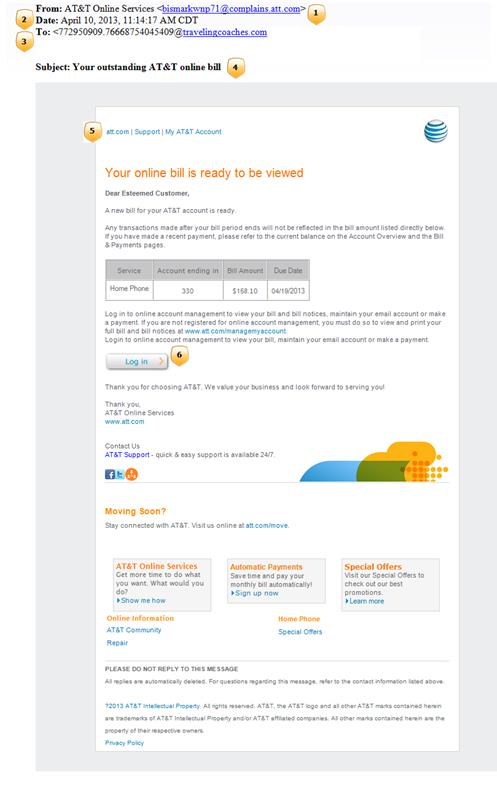 From: AT&T Online Services <bismarkwnp71@complains.att.com> 1
2 Date: April 10, 2013, 11:14:17 AM CDT
3 To: <772950909.76668754045409@travelingcoaches.com
Subject: Your outstanding AT&T online bill 4
5 att.com | Support | My AT&T Account
Your online bill is ready to be viewed
Dear Esteemed Customer,
A new bill for your AT&T account is ready.
Any transactions made after your bill period ends will not be reflected in the bill amount listed directly below.
If you have made a recent payment, please refer to the current balance on the Account Overview and the Bill
& Payments pages.
Service Account ending in Bill Amount Due Date
Home Phone 330 $168.10 04/19/2013
Log in to online account management to view your bill and bill notices, maintain your email account or make
a payment. If you are not registered for online account management, you must do so to view and print your
full bill and bill notices at www.att.com/managemyaccount.
Login to online account management to view your bill, maintain your email account or make a payment.
Log in 6
Thank you for choosing AT&T. We value your business and look forward to serving you!
Thank you,
AT&T Online Services
www.att.com
Contact Us
AT&T Support - quick & easy support is available 24/7.
Moving Soon?
Stay connected with AT&T. Visit us online at att.com/move.
AT&T Online Services
Get more time to do what
you want. What would you
do?
Show me how
Automatic Payments
Save time and pay your
monthly bill automatically!
Sign up now
Special Offers
Visit our Special Offers to
check out our best
promotions.
Learn more
Online Information
AT&T Community
Repair
Home Phone
Special Offers
PLEASE DO NOT REPLY TO THIS MESSAGE
All replies are automatically deleted. For questions regarding this message, refer to the contact information listed above.
?2013 AT&T Intellectual Property. All rights reserved. AT&T, the AT&T logo and all other AT&T marks contained herein
are trademarks of AT&T Intellectual Property and/or AT&T affiliated companies. All other marks contained herein are the
property of their respective owners.
Privacy Policy